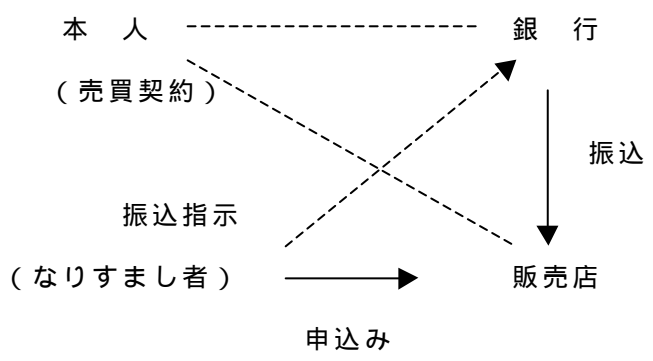 本 人
銀 行
(売買契約)
振込
振込指示
(なりすまし者)
販売店
申込み